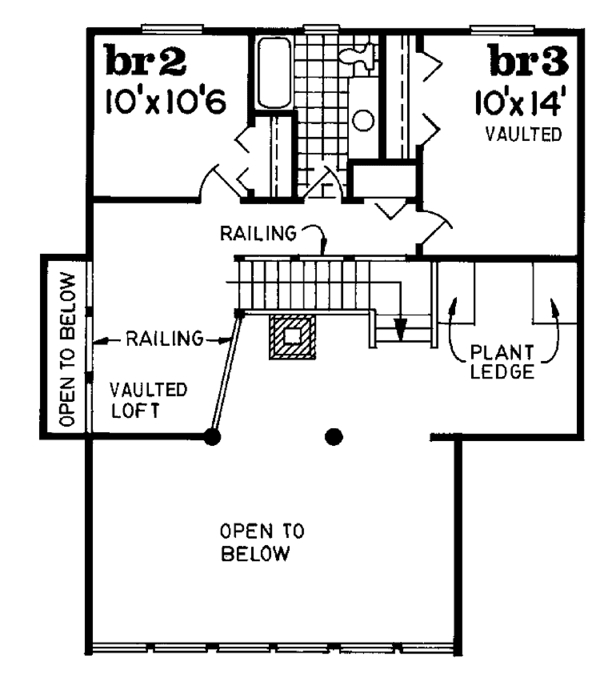 br2
10'x10'6
br3
10'x14'
VAULTED
RAILING
OPEN TO BELOW
RAILING
VAULTED
LOFT
PLANT
LEDGE
OPEN TO
BELOW